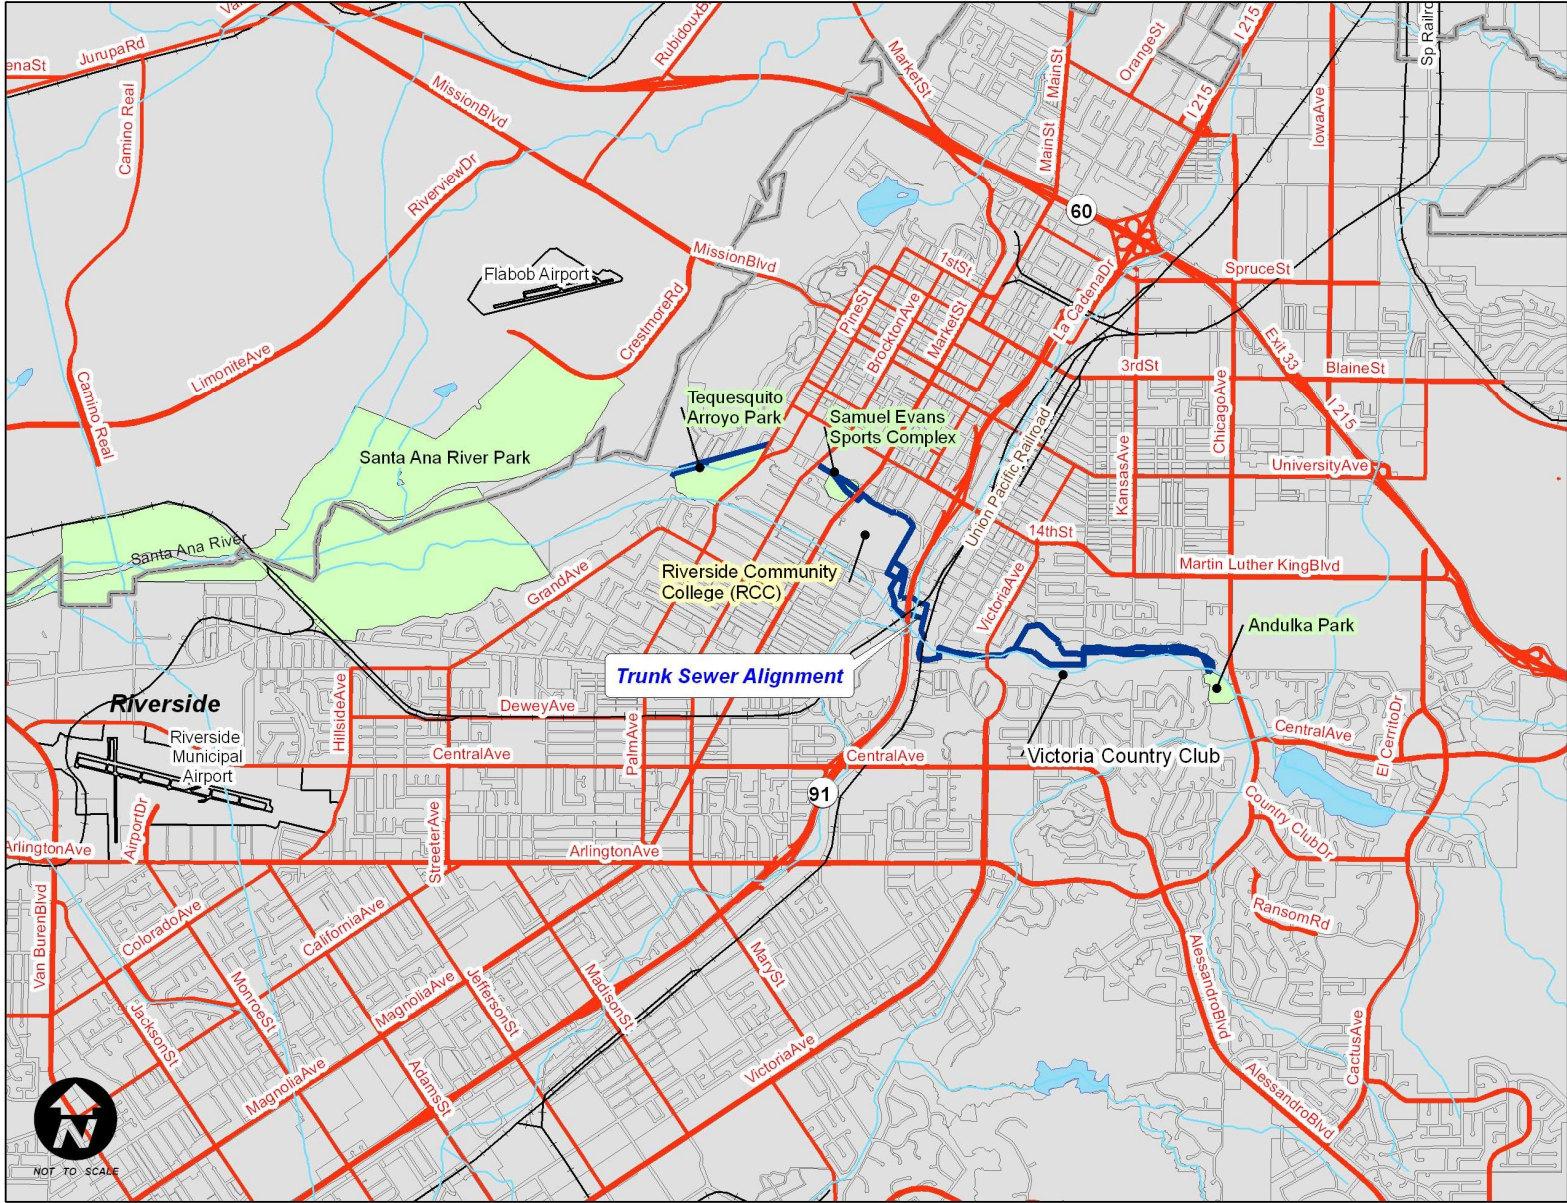 JurupaRd
enaSt
Camino Real
MissionBlvd
RubidouxB
MarketSt
MainSt
OrangeSt
I 215
Sp Railro
I 215
IowaAve
MainSt
RiverviewDr
60
MissionBlvd
1stSt
SpruceSt
Flabob Airport
La CadenaDr
PineSt
BrocktonAve
MarketSt
CrestmoreRd
Exit 33
LimoniteAve
3rdSt
BlaineSt
Camino Real
Tequesquito
Arroyo Park
Samuel Evans
Sports Complex
ChicagoAve
I 215
Santa Ana River Park
KansasAve
UniversityAve
Union Pacific Railroad
Santa Ana River
14thSt
Martin Luther KingBlvd
GrandAve
Riverside Community
College (RCC)
VictoriaAve
Andulka Park
Trunk Sewer Alignment
Riverside
DeweyAve
HillsideAve
PalmAve
Riverside
Municipal
Airport
CentralAve
CentralAve
Victoria Country Club
CentralAve
El CerritoDr
91
AirportDr
StreeterAve
ArlingtonAve
ArlingtonAve
County ClubDr
Van BurenBlvd
ColoradoAve
CaliforniaAve
RansomRd
MonroeSt
JacksonSt
MagnoliaAve
JeffersonSt
MadisonSt
MarySt
AlessandroBlvd
MagnoliaAve
AdamsSt
VictoriaAve
CactusAve
AlessandroBlvd
N
NOT TO SCALE